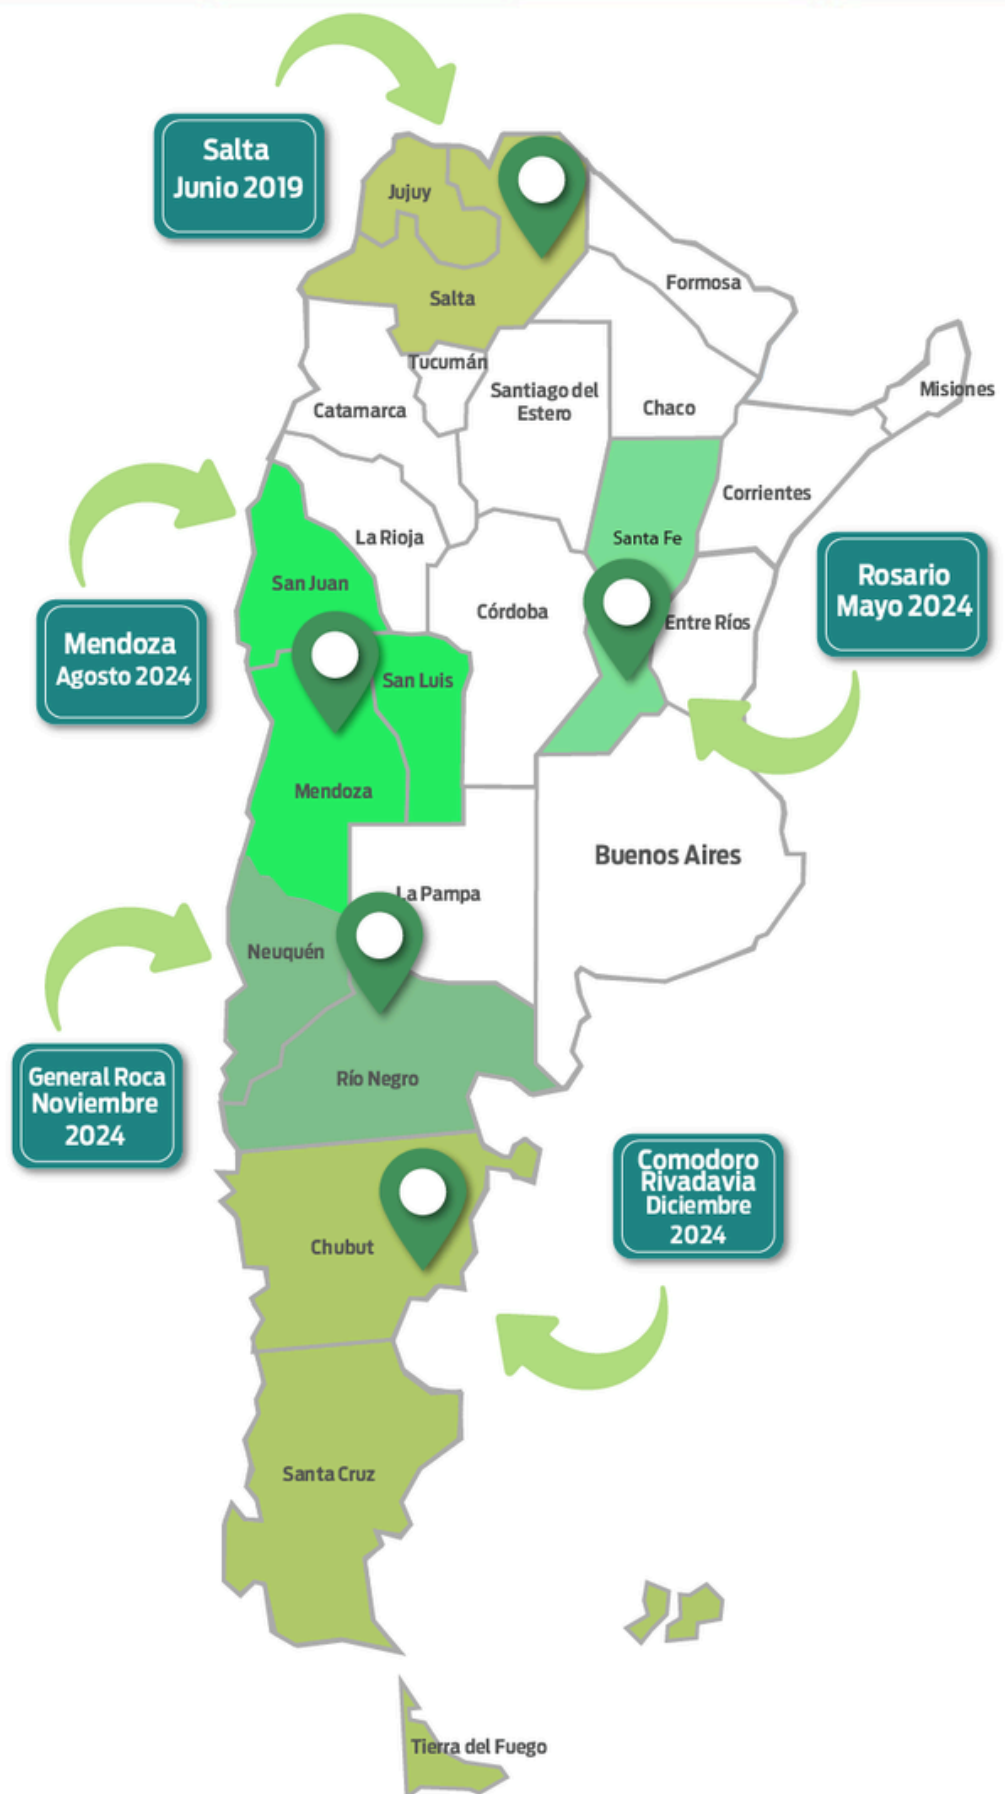 Salta
Junio 2019
Jujuy
Salta
Formosa
Tucumán
Santiago del
Estero
Misiones
Catamarca
Chaco
Corrientes
La Rioja
Santa Fe
San Juan
Córdoba
Entre Ríos
Rosario
Mayo 2024
Mendoza
Agosto 2024
San Luis
Mendoza
Buenos Aires
La Pampa
Neuquén
General Roca
Noviembre
2024
Río Negro
Comodoro
Rivadavia
Diciembre
2024
Chubut
Santa Cruz
Tierra del Fuego